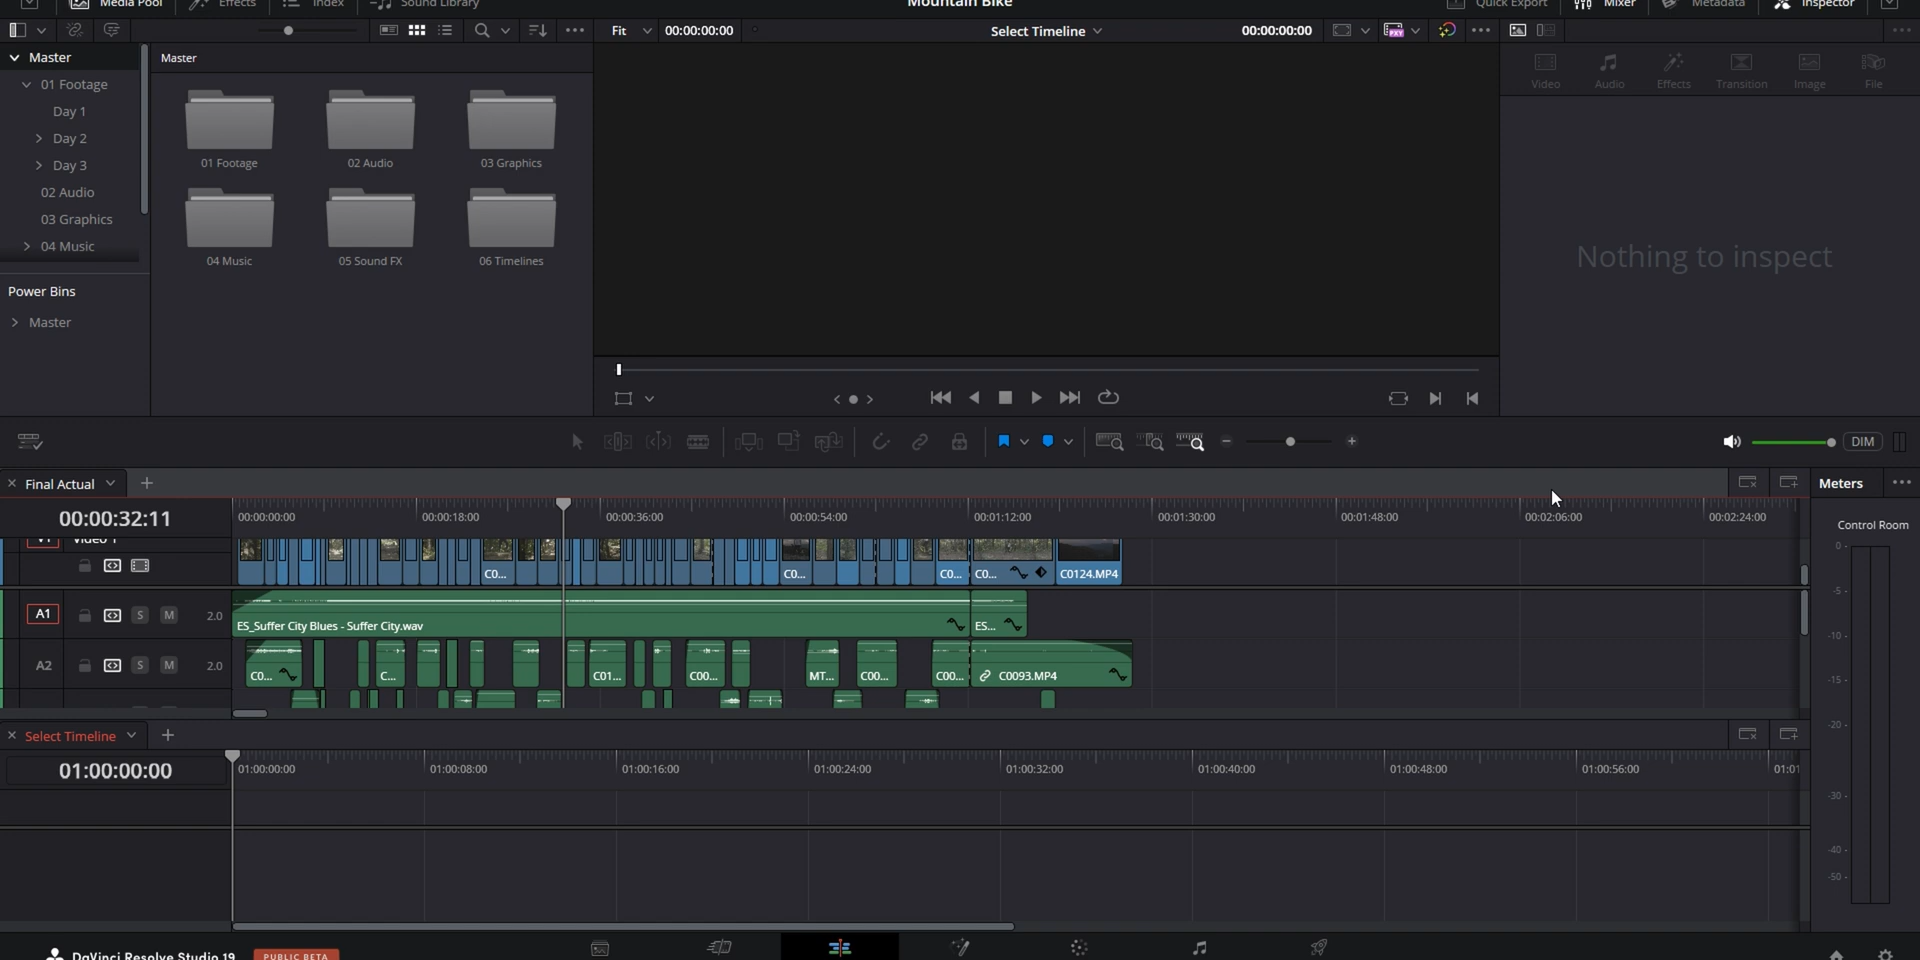 Media Pool Effects Index Sound Library Mountain Bike Quick Export Mixer Metadata Inspector
Fit 00:00:00:00 Select Timeline 00:00:00:00 PXY
Master
01 Footage
Day 1
Day 2
Day 3
02 Audio
03 Graphics
04 Music
Power Bins
Master
Master
01 Footage 02 Audio 03 Graphics
04 Music 05 Sound FX 06 Timelines
Video Audio Effects Transition Image File
Nothing to inspect
DIM
Final Actual
Meters
00:00:32:11
00:00:00:00 00:00:18:00 00:00:36:00 00:00:54:00 00:01:12:00 00:01:30:00 00:01:48:00 00:02:06:00 00:02:24:00
Control Room
V1 Video 1
C0... C0... C0... C0... C0124.MP4
A1 S M 2.0
ES_Suffer City Blues - Suffer City.wav ES...
A2 S M 2.0
C0... C... C01... C00... MT... C00... C00... C0093.MP4
0-
-5-
-10-
-15-
-20-
-30-
-40-
-50-
Select Timeline
01:00:00:00
01:00:00:00 01:00:08:00 01:00:16:00 01:00:24:00 01:00:32:00 01:00:40:00 01:00:48:00 01:00:56:00 01:01
DaVinci Resolve Studio 19 PUBLIC BETA